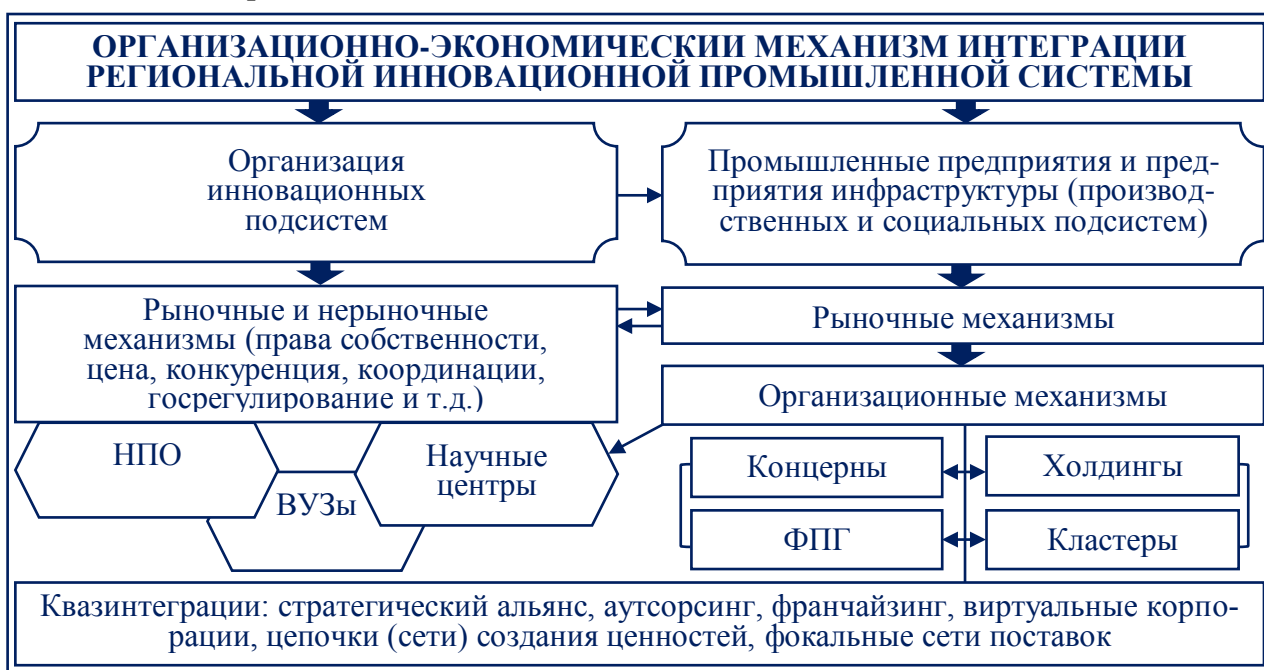 ОРГАНИЗАЦИОННО-ЭКОНОМИЧЕСКИИ МЕХАНИЗМ ИНТЕГРАЦИИ
РЕГИОНАЛЬНОЙ ИННОВАЦИОННОЙ ПРОМЫШЛЕННОЙ СИСТЕМЫ
Организация
инновационных
подсистем
Промышленные предприятия и пред-
приятия инфраструктуры (производ-
ственных и социальных подсистем)
Рыночные и нерыночные
механизмы (права собственности,
цена, конкуренция, координации,
госрегулирование и т.д.)
Рыночные механизмы
Организационные механизмы
НПО
ВУЗы
Научные
центры
Концерны
Холдинги
ФПГ
Кластеры
Квазинтеграции: стратегический альянс, аутсорсинг, франчайзинг, виртуальные корпо-
рации, цепочки (сети) создания ценностей, фокальные сети поставок